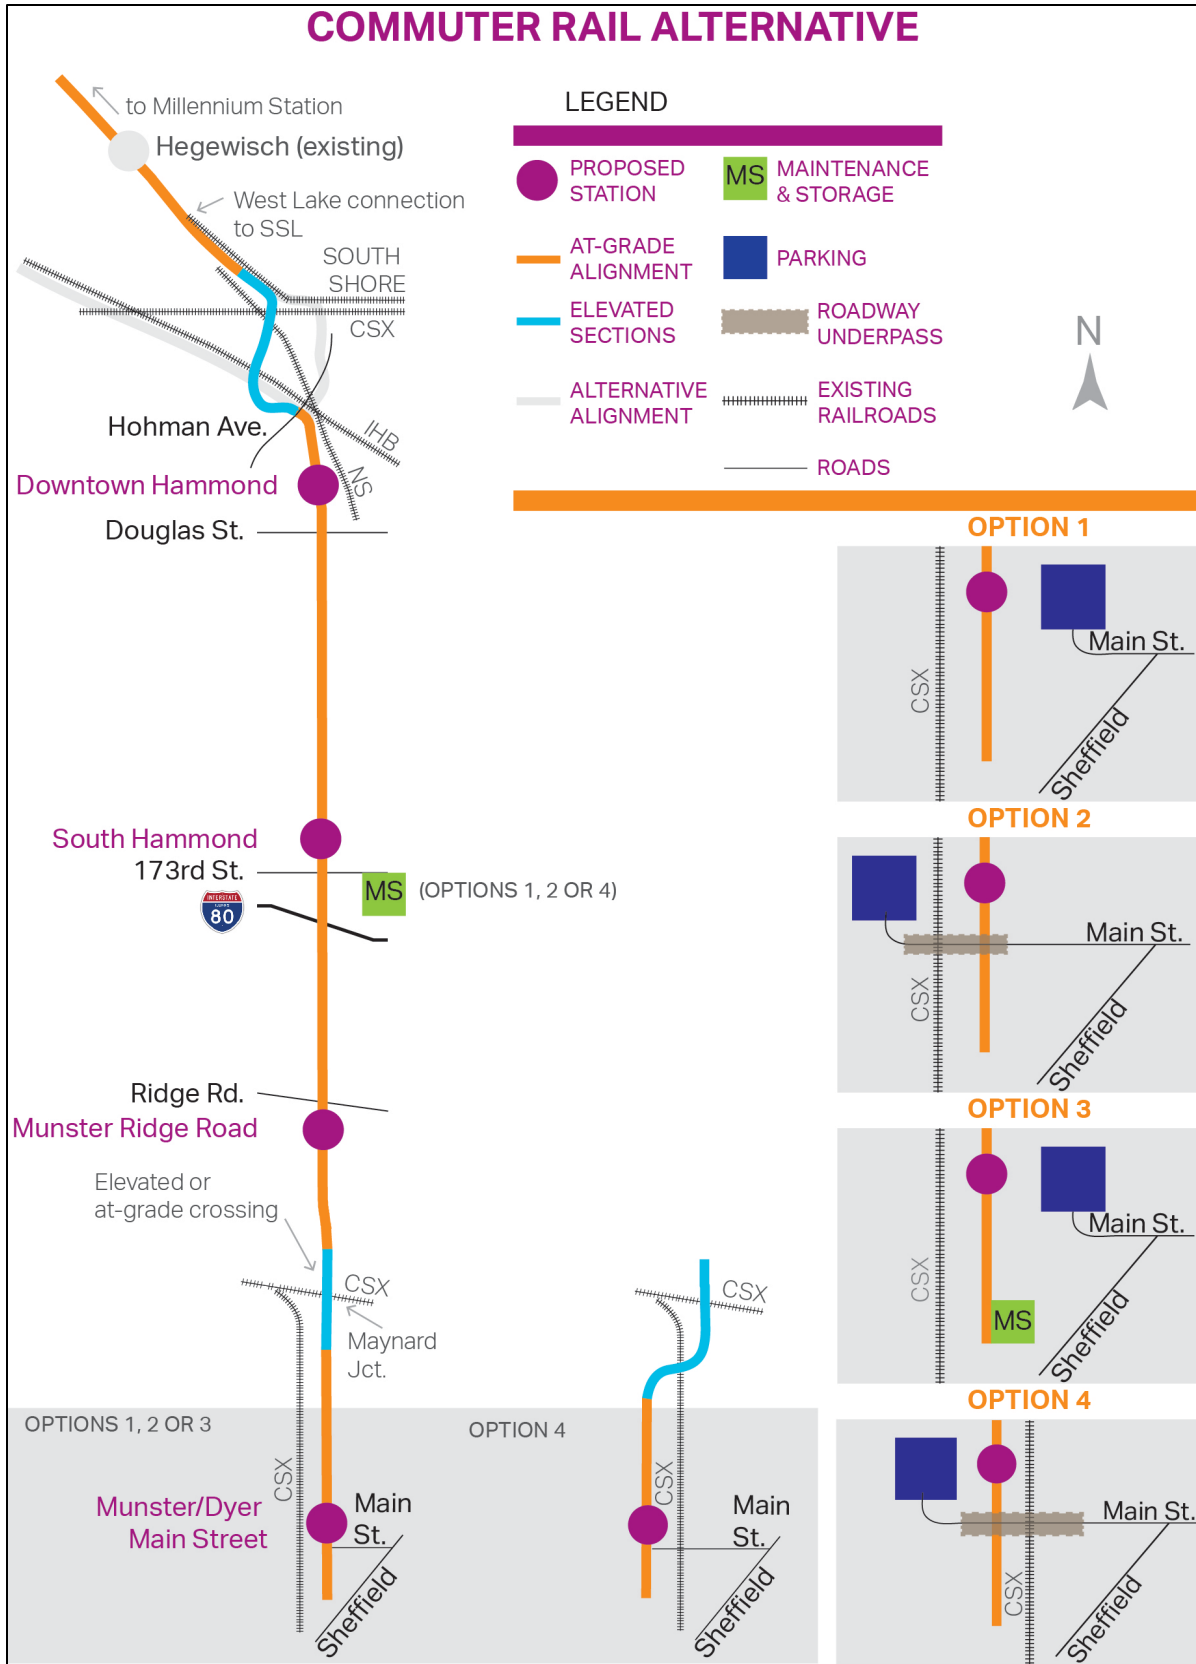 COMMUTER RAIL ALTERNATIVE
to Millennium Station
Hegewisch (existing)
West Lake connection
to SSL
SOUTH
SHORE
CSX
Hohman Ave.
IHB
NS
Downtown Hammond
Douglas St.
South Hammond
173rd St.
INTERSTATE
80
MS
(OPTIONS 1, 2 OR 4)
Ridge Rd.
Munster Ridge Road
Elevated or
at-grade crossing
CSX
Maynard
Jct.
OPTIONS 1, 2 OR 3
CSX
Munster/Dyer
Main Street
Main
St.
Sheffield
OPTION 4
CSX
CSX
Main
St.
Sheffield
LEGEND
PROPOSED
STATION
MS
MAINTENANCE
& STORAGE
AT-GRADE
ALIGNMENT
PARKING
ELEVATED
SECTIONS
ROADWAY
UNDERPASS
ALTERNATIVE
ALIGNMENT
EXISTING
RAILROADS
ROADS
N
OPTION 1
CSX
Main St.
Sheffield
OPTION 2
CSX
Main St.
Sheffield
OPTION 3
CSX
Main St.
Sheffield
MS
OPTION 4
CSX
Main St.
Sheffield